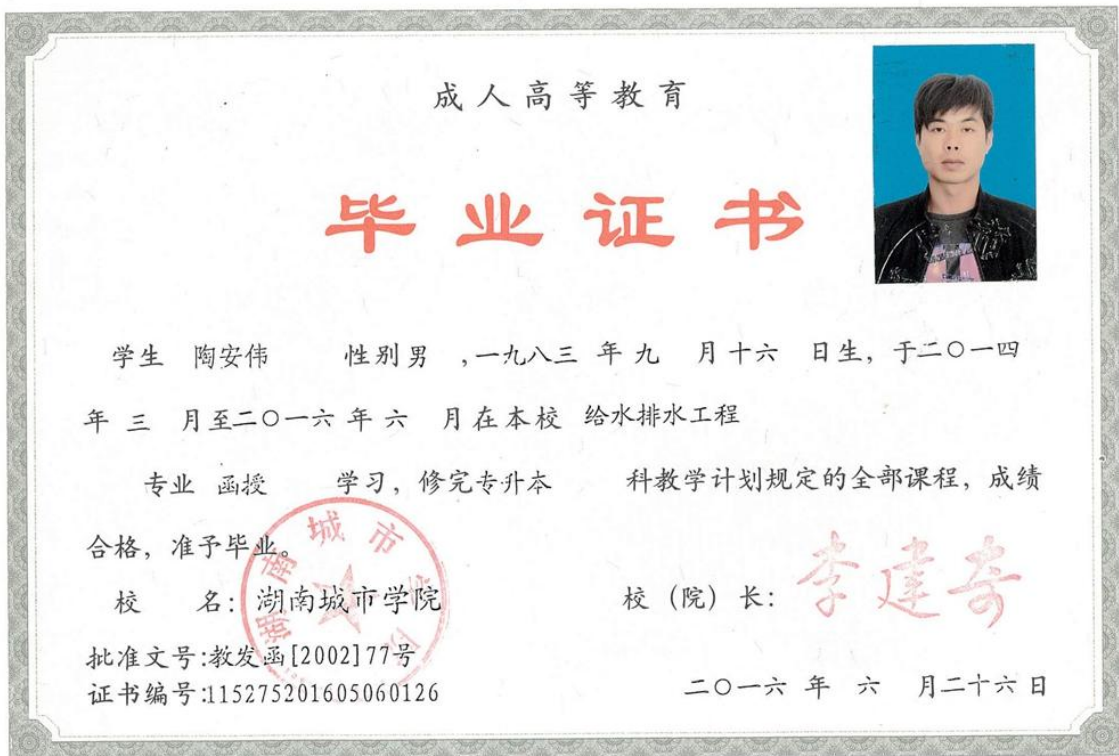 成人高等教育
毕业证书
学生 陶安伟 性别男 ,一九八三 年 九 月十六 日生，于二〇一四
年 三 月至二〇一六 年 六 月在本校 给水排水工程
专业 函授 学习，修完专升本 科教学计划规定的全部课程，成绩
合格，准予毕业。
校 名：湖南城市学院
校（院）长：李建奇
批准文号:教发函[2002]77号
证书编号:115275201605060126
二〇一六 年 六 月二十六日
湖南城市学院